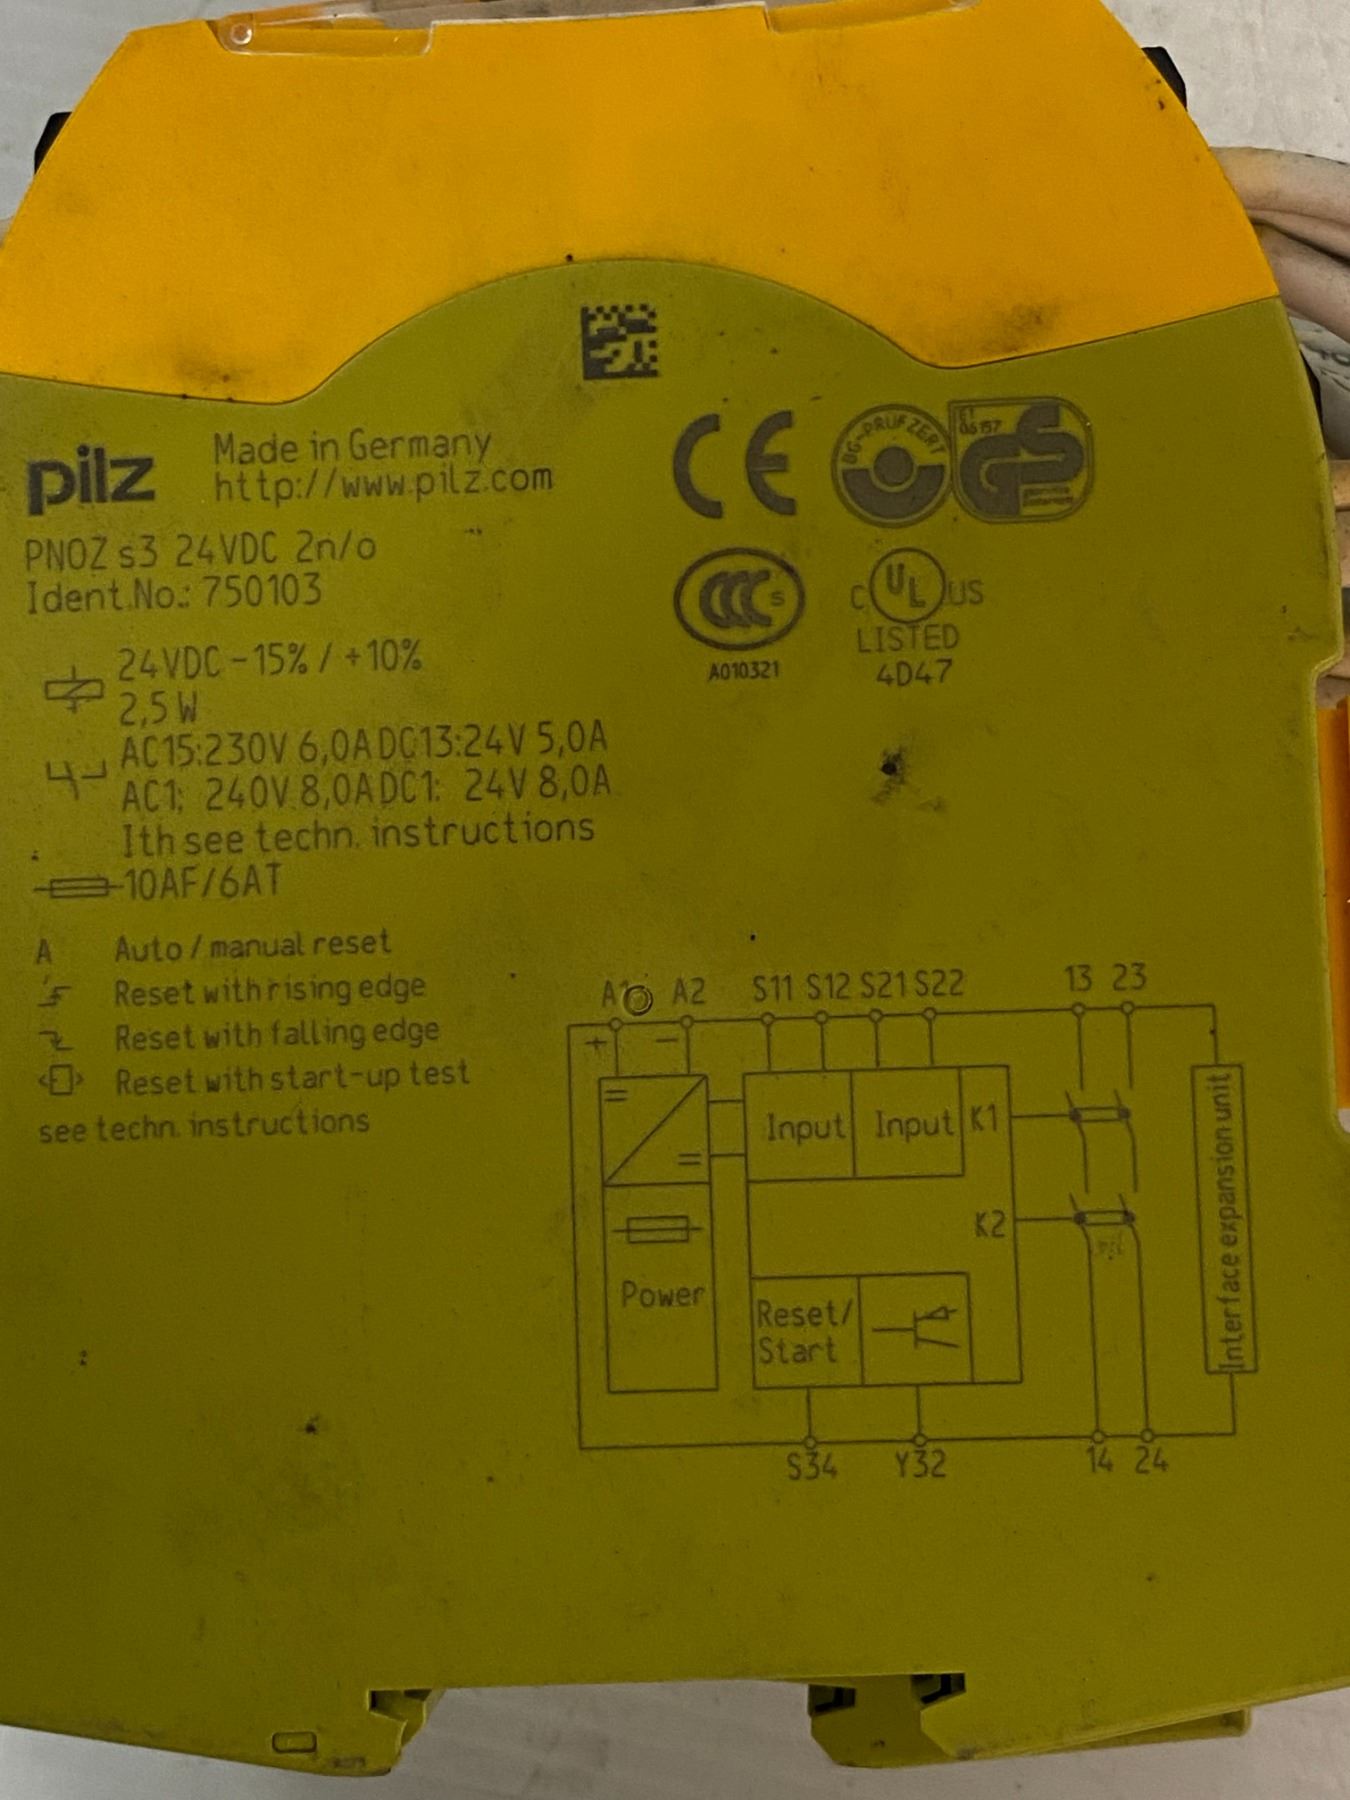 pilz
Made in Germany
http://www.pilz.com
PNOZ s3 24VDC 2n/o
Ident.No.: 750103
24VDC -15% / +10%
2,5W
AC15:230V 6,0A DC13:24V 5,0A
AC1: 240V 8,0A DC1: 24V 8,0A
Ith see techn. instructions
10AF/6AT
A Auto / manual reset
Reset with rising edge
Reset with falling edge
Reset with start-up test
see techn. instructions
CE
BG-PRÜFZERT
ET
06157
GS
CCC S
A010321
C UL US
LISTED
4D47
A1 A2 S11 S12 S21 S22 13 23
+ −
Input Input K1
K2
Power
Reset/
Start
Interface expansion unit
S34 Y32 14 24